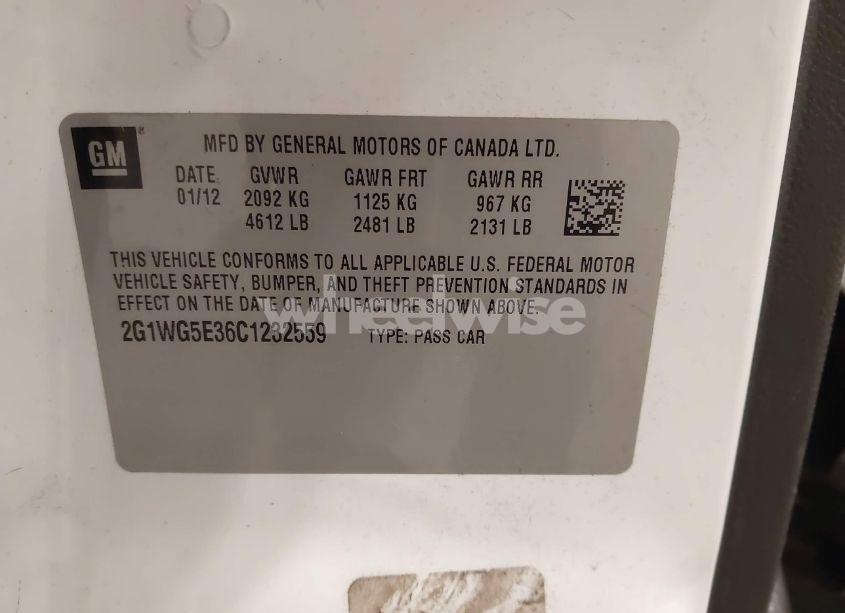 GM
MFD BY GENERAL MOTORS OF CANADA LTD.
DATE GVWR GAWR FRT GAWR RR
01/12 2092 KG 1125 KG 967 KG
4612 LB 2481 LB 2131 LB
THIS VEHICLE CONFORMS TO ALL APPLICABLE U.S. FEDERAL MOTOR
VEHICLE SAFETY, BUMPER, AND THEFT PREVENTION STANDARDS IN
EFFECT ON THE DATE OF MANUFACTURE SHOWN ABOVE.
wheelwise
2G1WG5E36C1232559 TYPE: PASS CAR